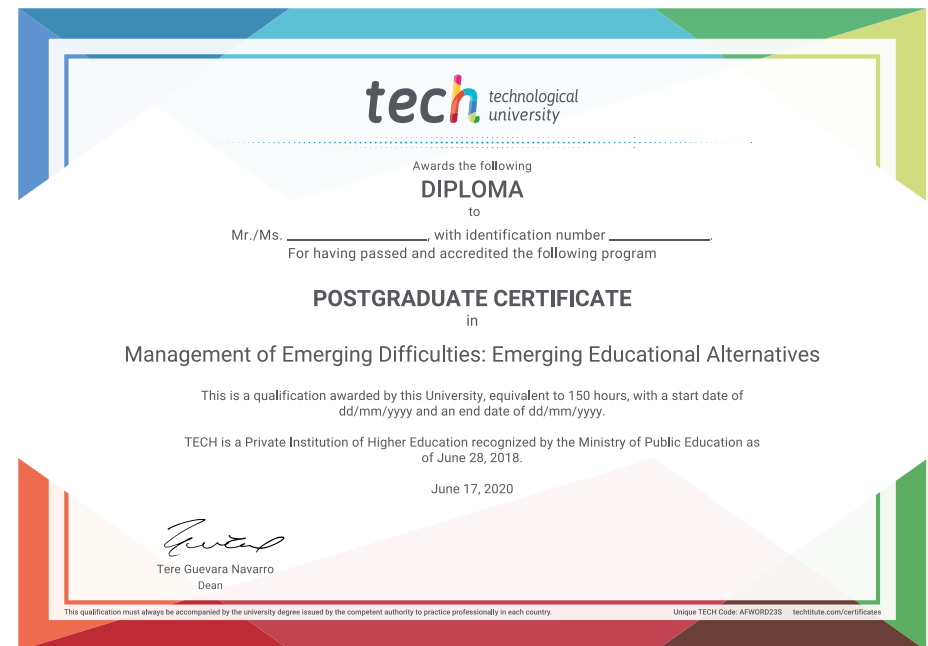 tech technological
university
Awards the following
DIPLOMA
to
Mr./Ms. ____________________, with identification number ______________.
For having passed and accredited the following program
POSTGRADUATE CERTIFICATE
in
Management of Emerging Difficulties: Emerging Educational Alternatives
This is a qualification awarded by this University, equivalent to 150 hours, with a start date of
dd/mm/yyyy and an end date of dd/mm/yyyy.
TECH is a Private Institution of Higher Education recognized by the Ministry of Public Education as
of June 28, 2018.
June 17, 2020
Tere Guevara Navarro
Dean
This qualification must always be accompanied by the university degree issued by the competent authority to practice professionally in each country.
Unique TECH Code: AFWORD23S techtitute.com/certificates